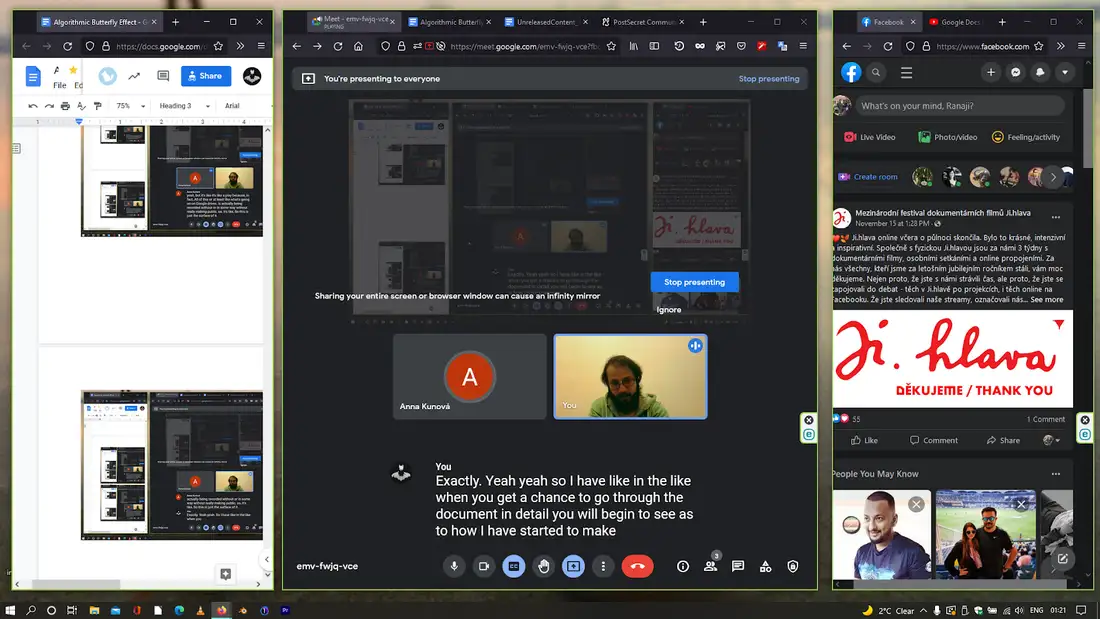 Algorithmic Butterfly Effect - G
https://docs.google.com/
File
Ed
Share
75%
Heading 3
Arial
1
1
2
3
4
Meet - emv-fwjq-vce
PLAYING
Algorithmic Butterfly
UnreleasedContent_
PostSecret Commun
https://meet.google.com/emv-fwjq-vce?
You're presenting to everyone
Stop presenting
Stop presenting
Sharing your entire screen or browser window can cause an infinity mirror
Ignore
A
Anna Kunová
You
You
Exactly. Yeah yeah so I have like in the like
when you get a chance to go through the
document in detail you will begin to see as
to how I have started to make
emv-fwjq-vce
3
Facebook
Google Docs
https://www.facebook.com
What's on your mind, Ranaji?
Live Video
Photo/video
Feeling/activity
Create room
Mezinárodní festival dokumentárních filmů Ji.hlava
November 15 at 1:28 PM
Ji.hlava online včera o půlnoci skončila. Bylo to krásné, intenzivní
a inspirativní. Společně s fyzickou Ji.hlavou jsou za námi 3 týdny s
dokumentárními filmy, osobními setkáními a online propojeními. Za
nás všechny, kteří jsme za letošním jubilejním ročníkem stáli, vám moc
děkujeme. Nejen proto, že jste s námi strávili čas, ale proto, že jste se
zapojovali do debat - těch v Ji.hlavě po projekcích, i těch online na
Facebooku. Že jste sledovali naše streamy, označovali nás... See more
Ji. hlava
DĚKUJEME / THANK YOU
55
1 Comment
Like
Comment
Share
People You May Know
2°C Clear
ENG
01:21